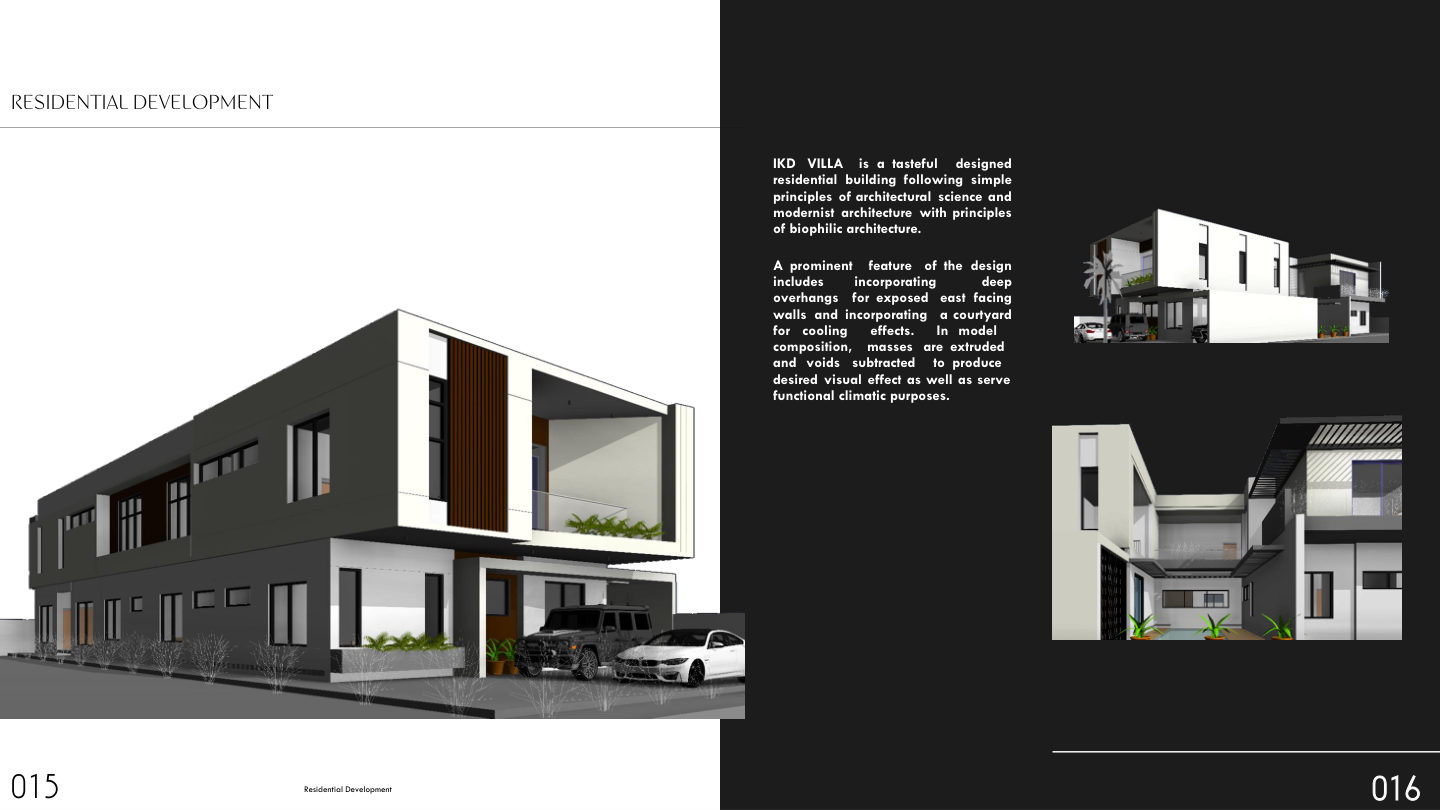 RESIDENTIAL DEVELOPMENT
IKD VILLA is a tasteful designed
residential building following simple
principles of architectural science and
modernist architecture with principles
of biophilic architecture.
A prominent feature of the design
includes incorporating deep
overhangs for exposed east facing
walls and incorporating a courtyard
for cooling effects. In model
composition, masses are extruded
and voids subtracted to produce
desired visual effect as well as serve
functional climatic purposes.
015
Residential Development
016